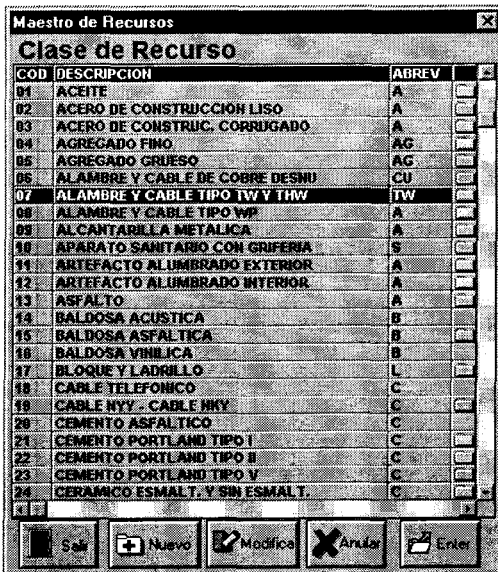 Maestro de Recursos
Clase de Recurso
COD DESCRIPCION ABREV
01 ACEITE A
02 ACERO DE CONSTRUCCION LISO A
03 ACERO DE CONSTRUC. CORRUGADO A
04 AGREGADO FINO AG
05 AGREGADO GRUESO AG
06 ALAMBRE Y CABLE DE COBRE DESNU CU
07 ALAMBRE Y CABLE TIPO TW Y THW TW
08 ALAMBRE Y CABLE TIPO WP A
09 ALCANTARILLA METALICA A
10 APARATO SANITARIO CON GRIFERIA S
11 ARTEFACTO ALUMBRADO EXTERIOR A
12 ARTEFACTO ALUMBRADO INTERIOR A
13 ASFALTO A
14 BALDOSA ACUSTICA B
15 BALDOSA ASFALTICA B
16 BALDOSA VINILICA B
17 BLOQUE Y LADRILLO L
18 CABLE TELEFONICO C
19 CABLE NYY - CABLE NKY C
20 CEMENTO ASFALTICO C
21 CEMENTO PORTLAND TIPO I C
22 CEMENTO PORTLAND TIPO II C
23 CEMENTO PORTLAND TIPO V C
24 CERAMICO ESMALT. Y SIN ESMALT. C
Salir Nuevo Modifica Anular Enter